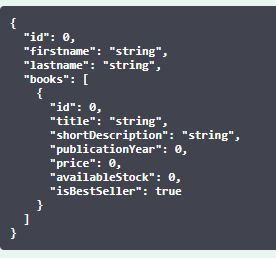 {
  "id": 0,
  "firstname": "string",
  "lastname": "string",
  "books": [
    {
      "id": 0,
      "title": "string",
      "shortDescription": "string",
      "publicationYear": 0,
      "price": 0,
      "availableStock": 0,
      "isBestSeller": true
    }
  ]
}